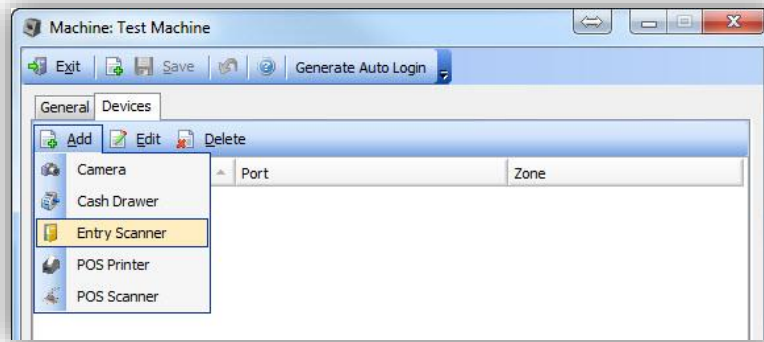 Machine: Test Machine
Exit Save Generate Auto Login
General Devices
Add Edit Delete
Camera Port Zone
Cash Drawer
Entry Scanner
POS Printer
POS Scanner